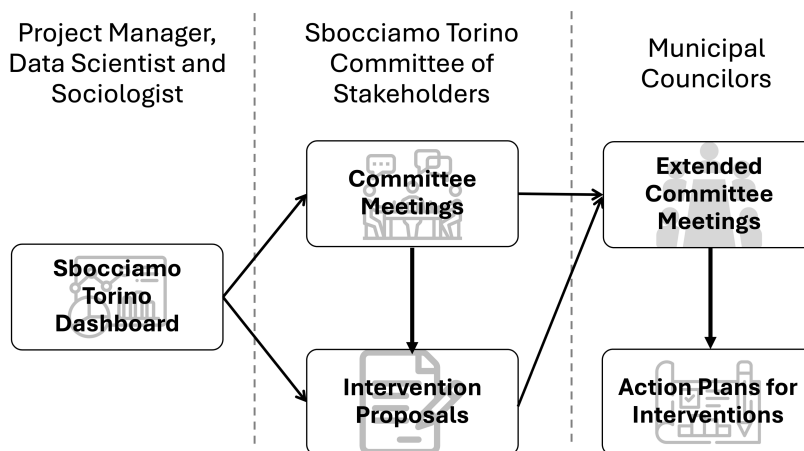 Project Manager,
Data Scientist and
Sociologist
Sbocciamo Torino
Committee of
Stakeholders
Municipal
Councilors
Sbocciamo
Torino
Dashboard
Committee
Meetings
Intervention
Proposals
Extended
Committee
Meetings
Action Plans for
Interventions